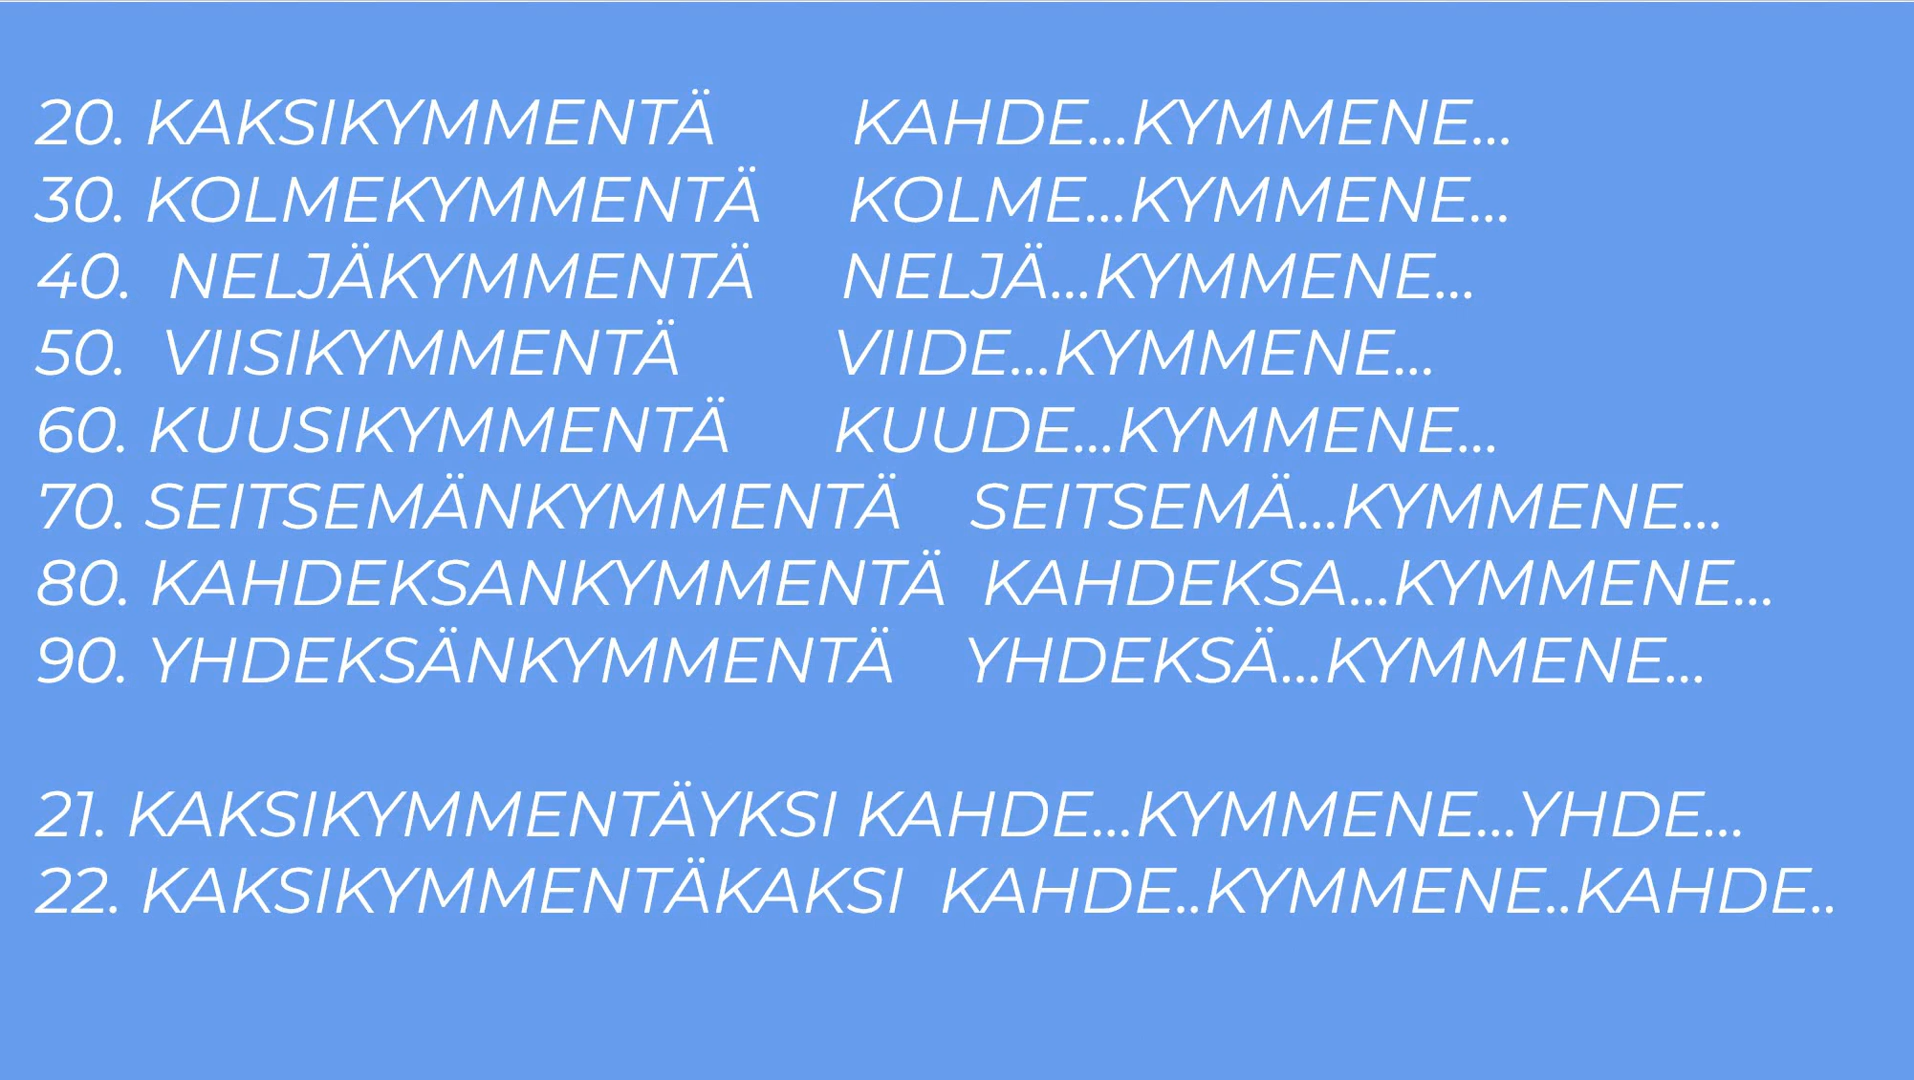 20. KAKSIKYMMENTÄ KAHDE...KYMMENE...
30. KOLMEKYMMENTÄ KOLME...KYMMENE...
40. NELJÄKYMMENTÄ NELJÄ...KYMMENE...
50. VIISIKYMMENTÄ VIIDE...KYMMENE...
60. KUUSIKYMMENTÄ KUUDE...KYMMENE...
70. SEITSEMÄNKYMMENTÄ SEITSEMÄ...KYMMENE...
80. KAHDEKSANKYMMENTÄ KAHDEKSA...KYMMENE...
90. YHDEKSÄNKYMMENTÄ YHDEKSÄ...KYMMENE...
21. KAKSIKYMMENTÄYKSI KAHDE...KYMMENE...YHDE...
22. KAKSIKYMMENTÄKAKSI KAHDE..KYMMENE..KAHDE..